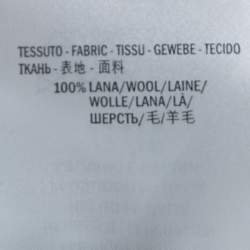 TESSUTO - FABRIC - TISSU - GEWEBE - TECIDO
ТКАНЬ - 表地 - 面料
100% LANA/WOOL/LAINE/
WOLLE/LANA/LÃ/
ШЕРСТЬ/毛/羊毛